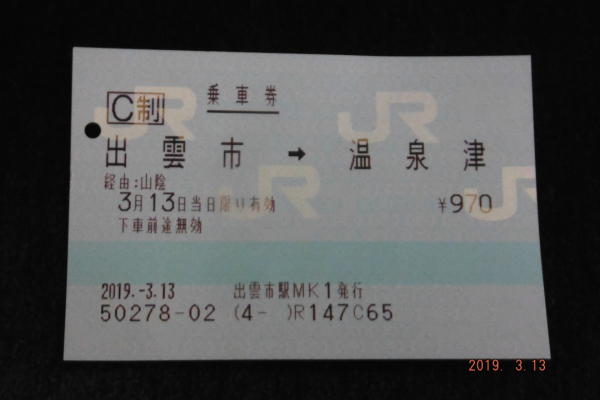 C制 乗車券
出雲市 → 温泉津
経由:山陰
3月13日当日限り有効 ¥970
下車前途無効
2019.-3.13 出雲市駅MK1発行
50278-02 (4- )R147C65
2019. 3.13